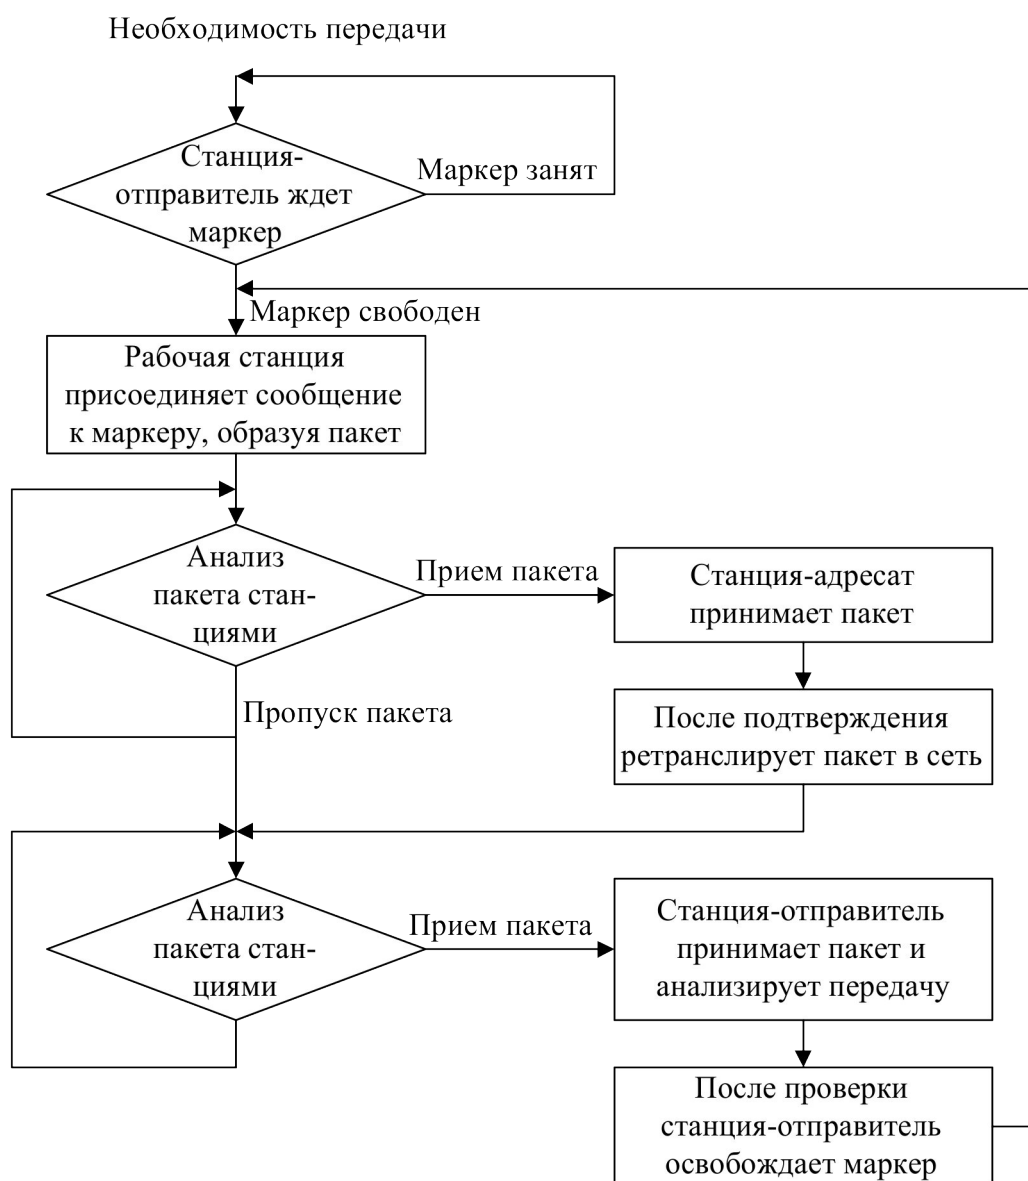 Необходимость передачи
Станция-
отправитель ждет
маркер
Маркер занят
Маркер свободен
Рабочая станция
присоединяет сообщение
к маркеру, образуя пакет
Анализ
пакета стан-
циями
Прием пакета
Станция-адресат
принимает пакет
Пропуск пакета
После подтверждения
ретранслирует пакет в сеть
Анализ
пакета стан-
циями
Прием пакета
Станция-отправитель
принимает пакет и
анализирует передачу
После проверки
станция-отправитель
освобождает маркер